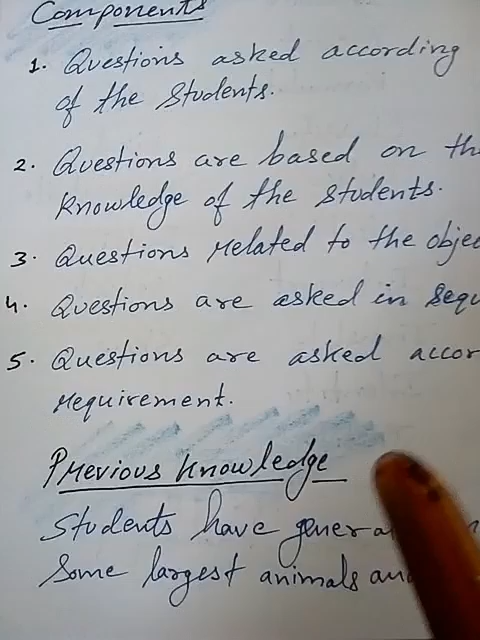 Components
1. Questions asked according
of the Students.
2. Questions are based on
knowledge of the students.
3. Questions related to the
4. Questions are asked in
5. Questions are asked
requirement.
Previous knowledge
Students have
Some largest animals